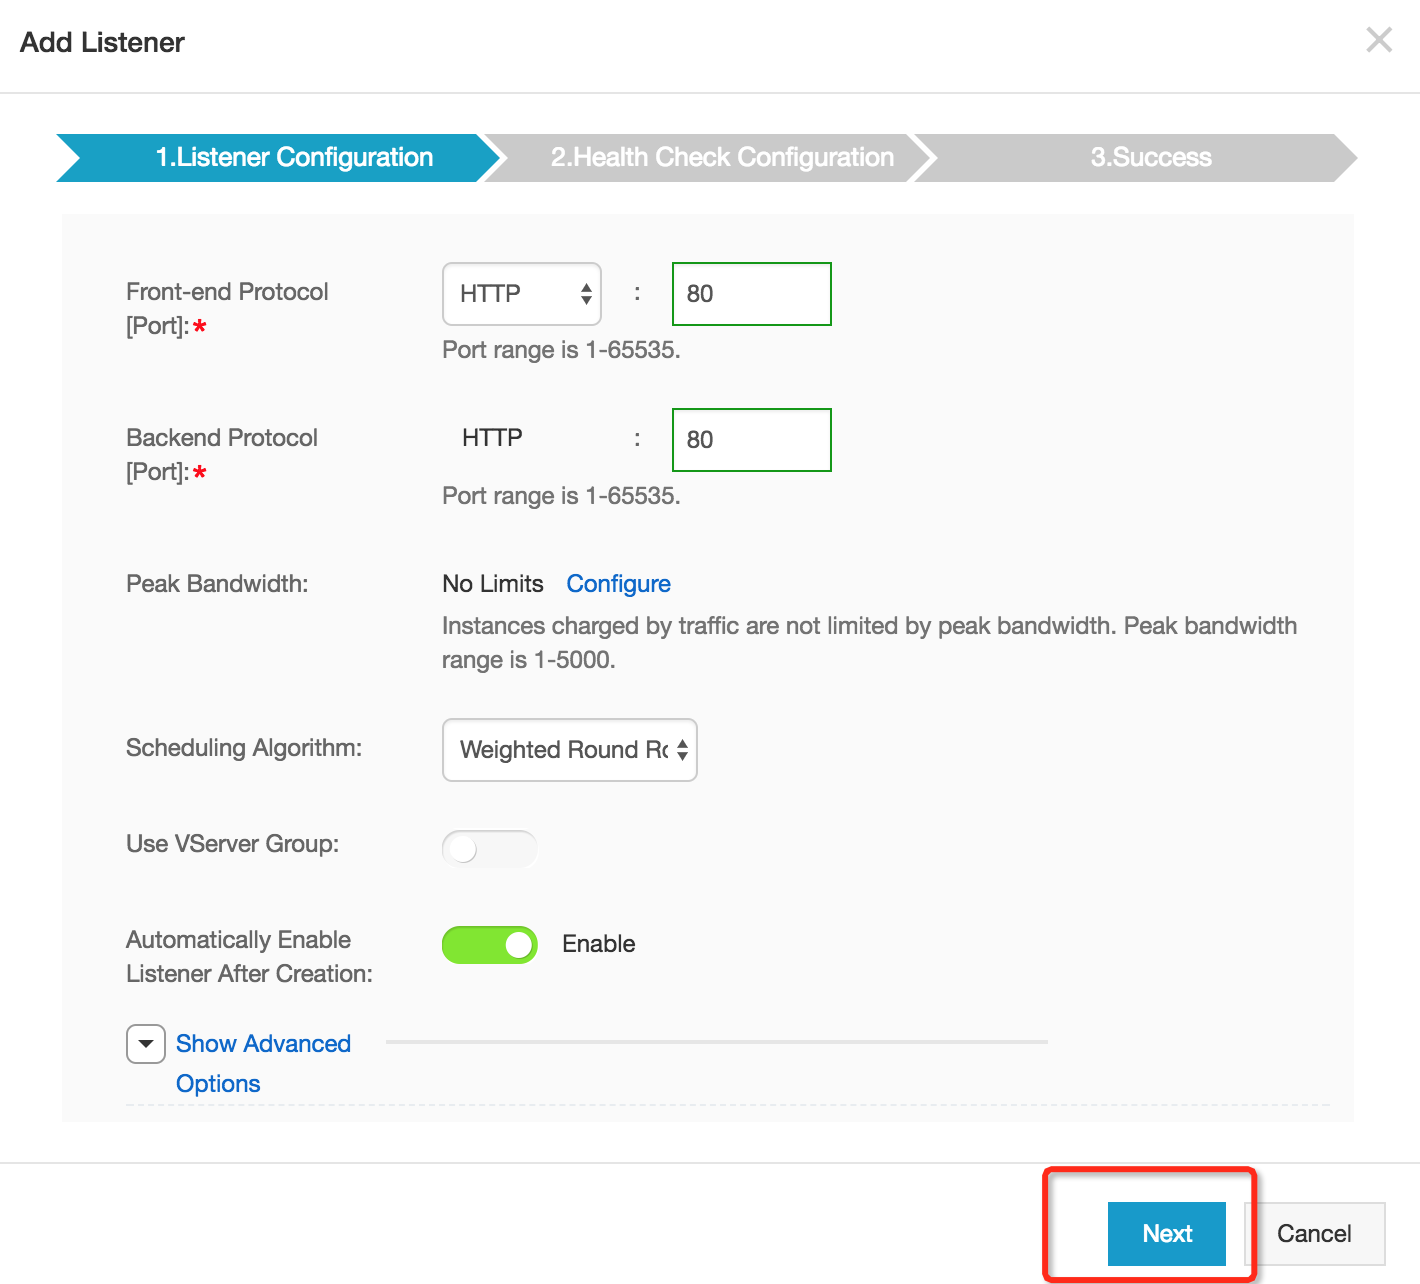 Add Listener
1.Listener Configuration
2.Health Check Configuration
3.Success
Front-end Protocol
[Port]:*
HTTP : 80
Port range is 1-65535.
Backend Protocol
[Port]:*
HTTP : 80
Port range is 1-65535.
Peak Bandwidth:
No Limits Configure
Instances charged by traffic are not limited by peak bandwidth. Peak bandwidth
range is 1-5000.
Scheduling Algorithm:
Weighted Round Ro
Use VServer Group:
Automatically Enable
Listener After Creation:
Enable
Show Advanced
Options
Next
Cancel